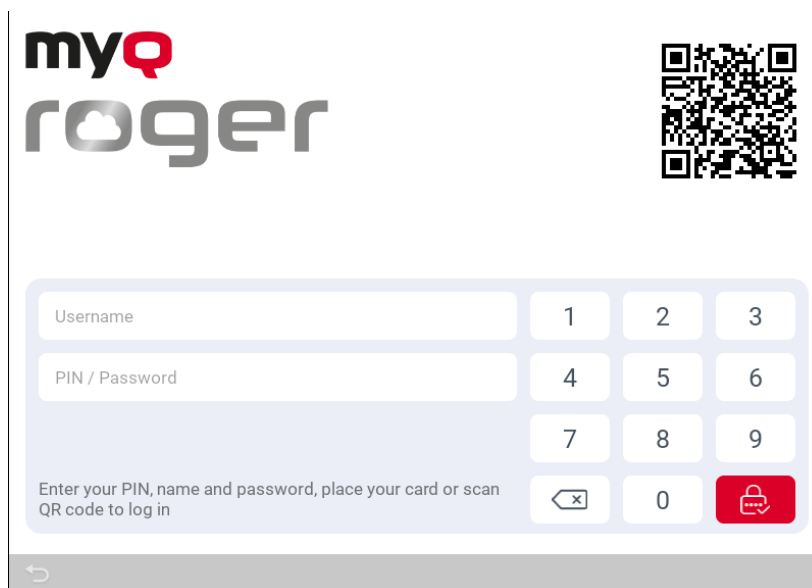 myQ
roger
Username
1 2 3
PIN / Password
4 5 6
7 8 9
Enter your PIN, name and password, place your card or scan
QR code to log in
0